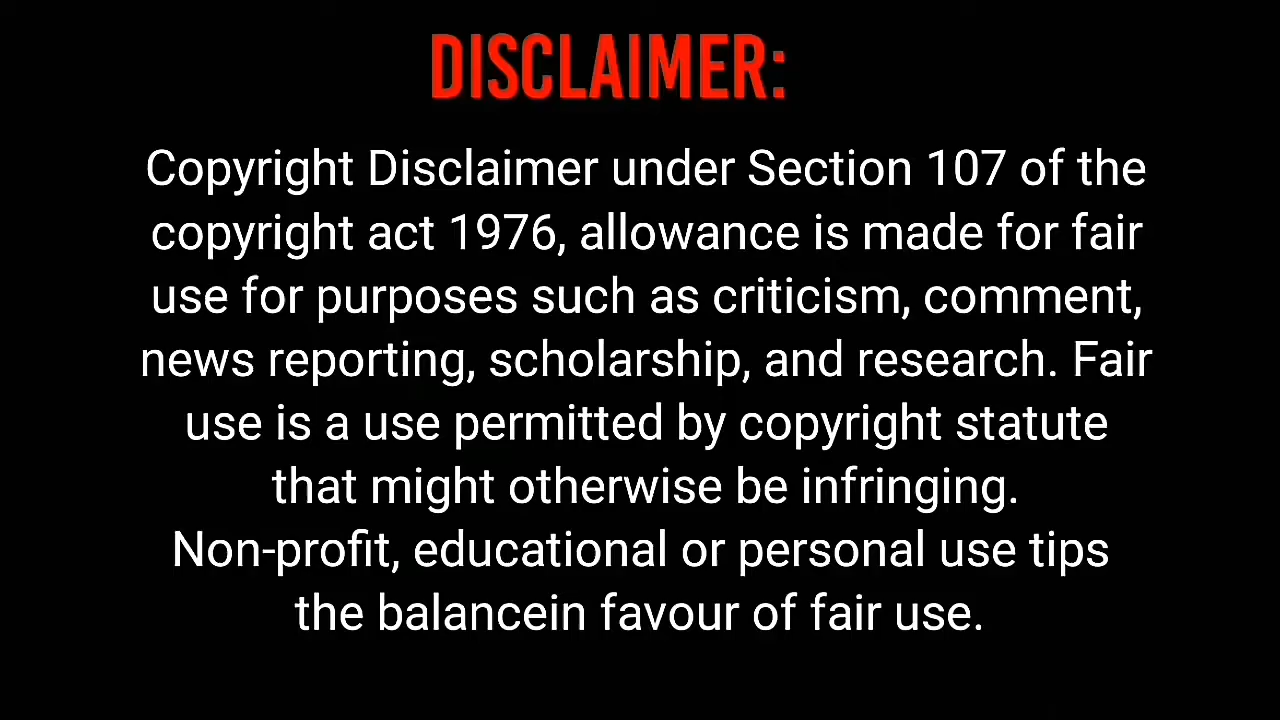 DISCLAIMER:
Copyright Disclaimer under Section 107 of the
copyright act 1976, allowance is made for fair
use for purposes such as criticism, comment,
news reporting, scholarship, and research. Fair
use is a use permitted by copyright statute
that might otherwise be infringing.
Non-profit, educational or personal use tips
the balancein favour of fair use.